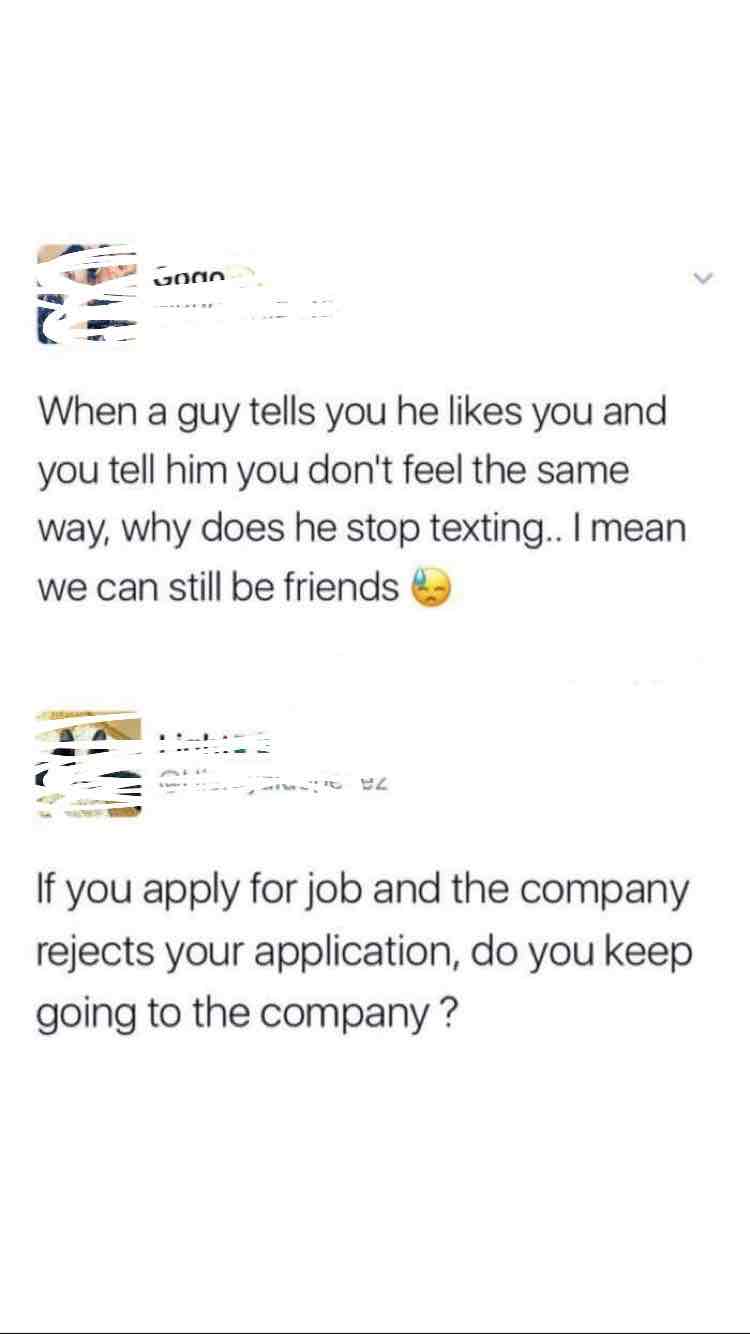 When a guy tells you he likes you and
you tell him you don't feel the same
way, why does he stop texting.. I mean
we can still be friends 😓
If you apply for job and the company
rejects your application, do you keep
going to the company ?